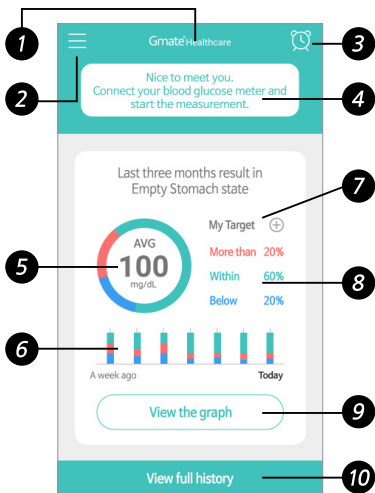 1
Gmate® Healthcare
3
2
Nice to meet you.
Connect your blood glucose meter and
start the measurement.
4
Last three months result in
Empty Stomach state
7
My Target
AVG
100
mg/dL
5
More than 20%
Within 60%
Below 20%
8
6
A week ago
Today
View the graph
9
View full history
10